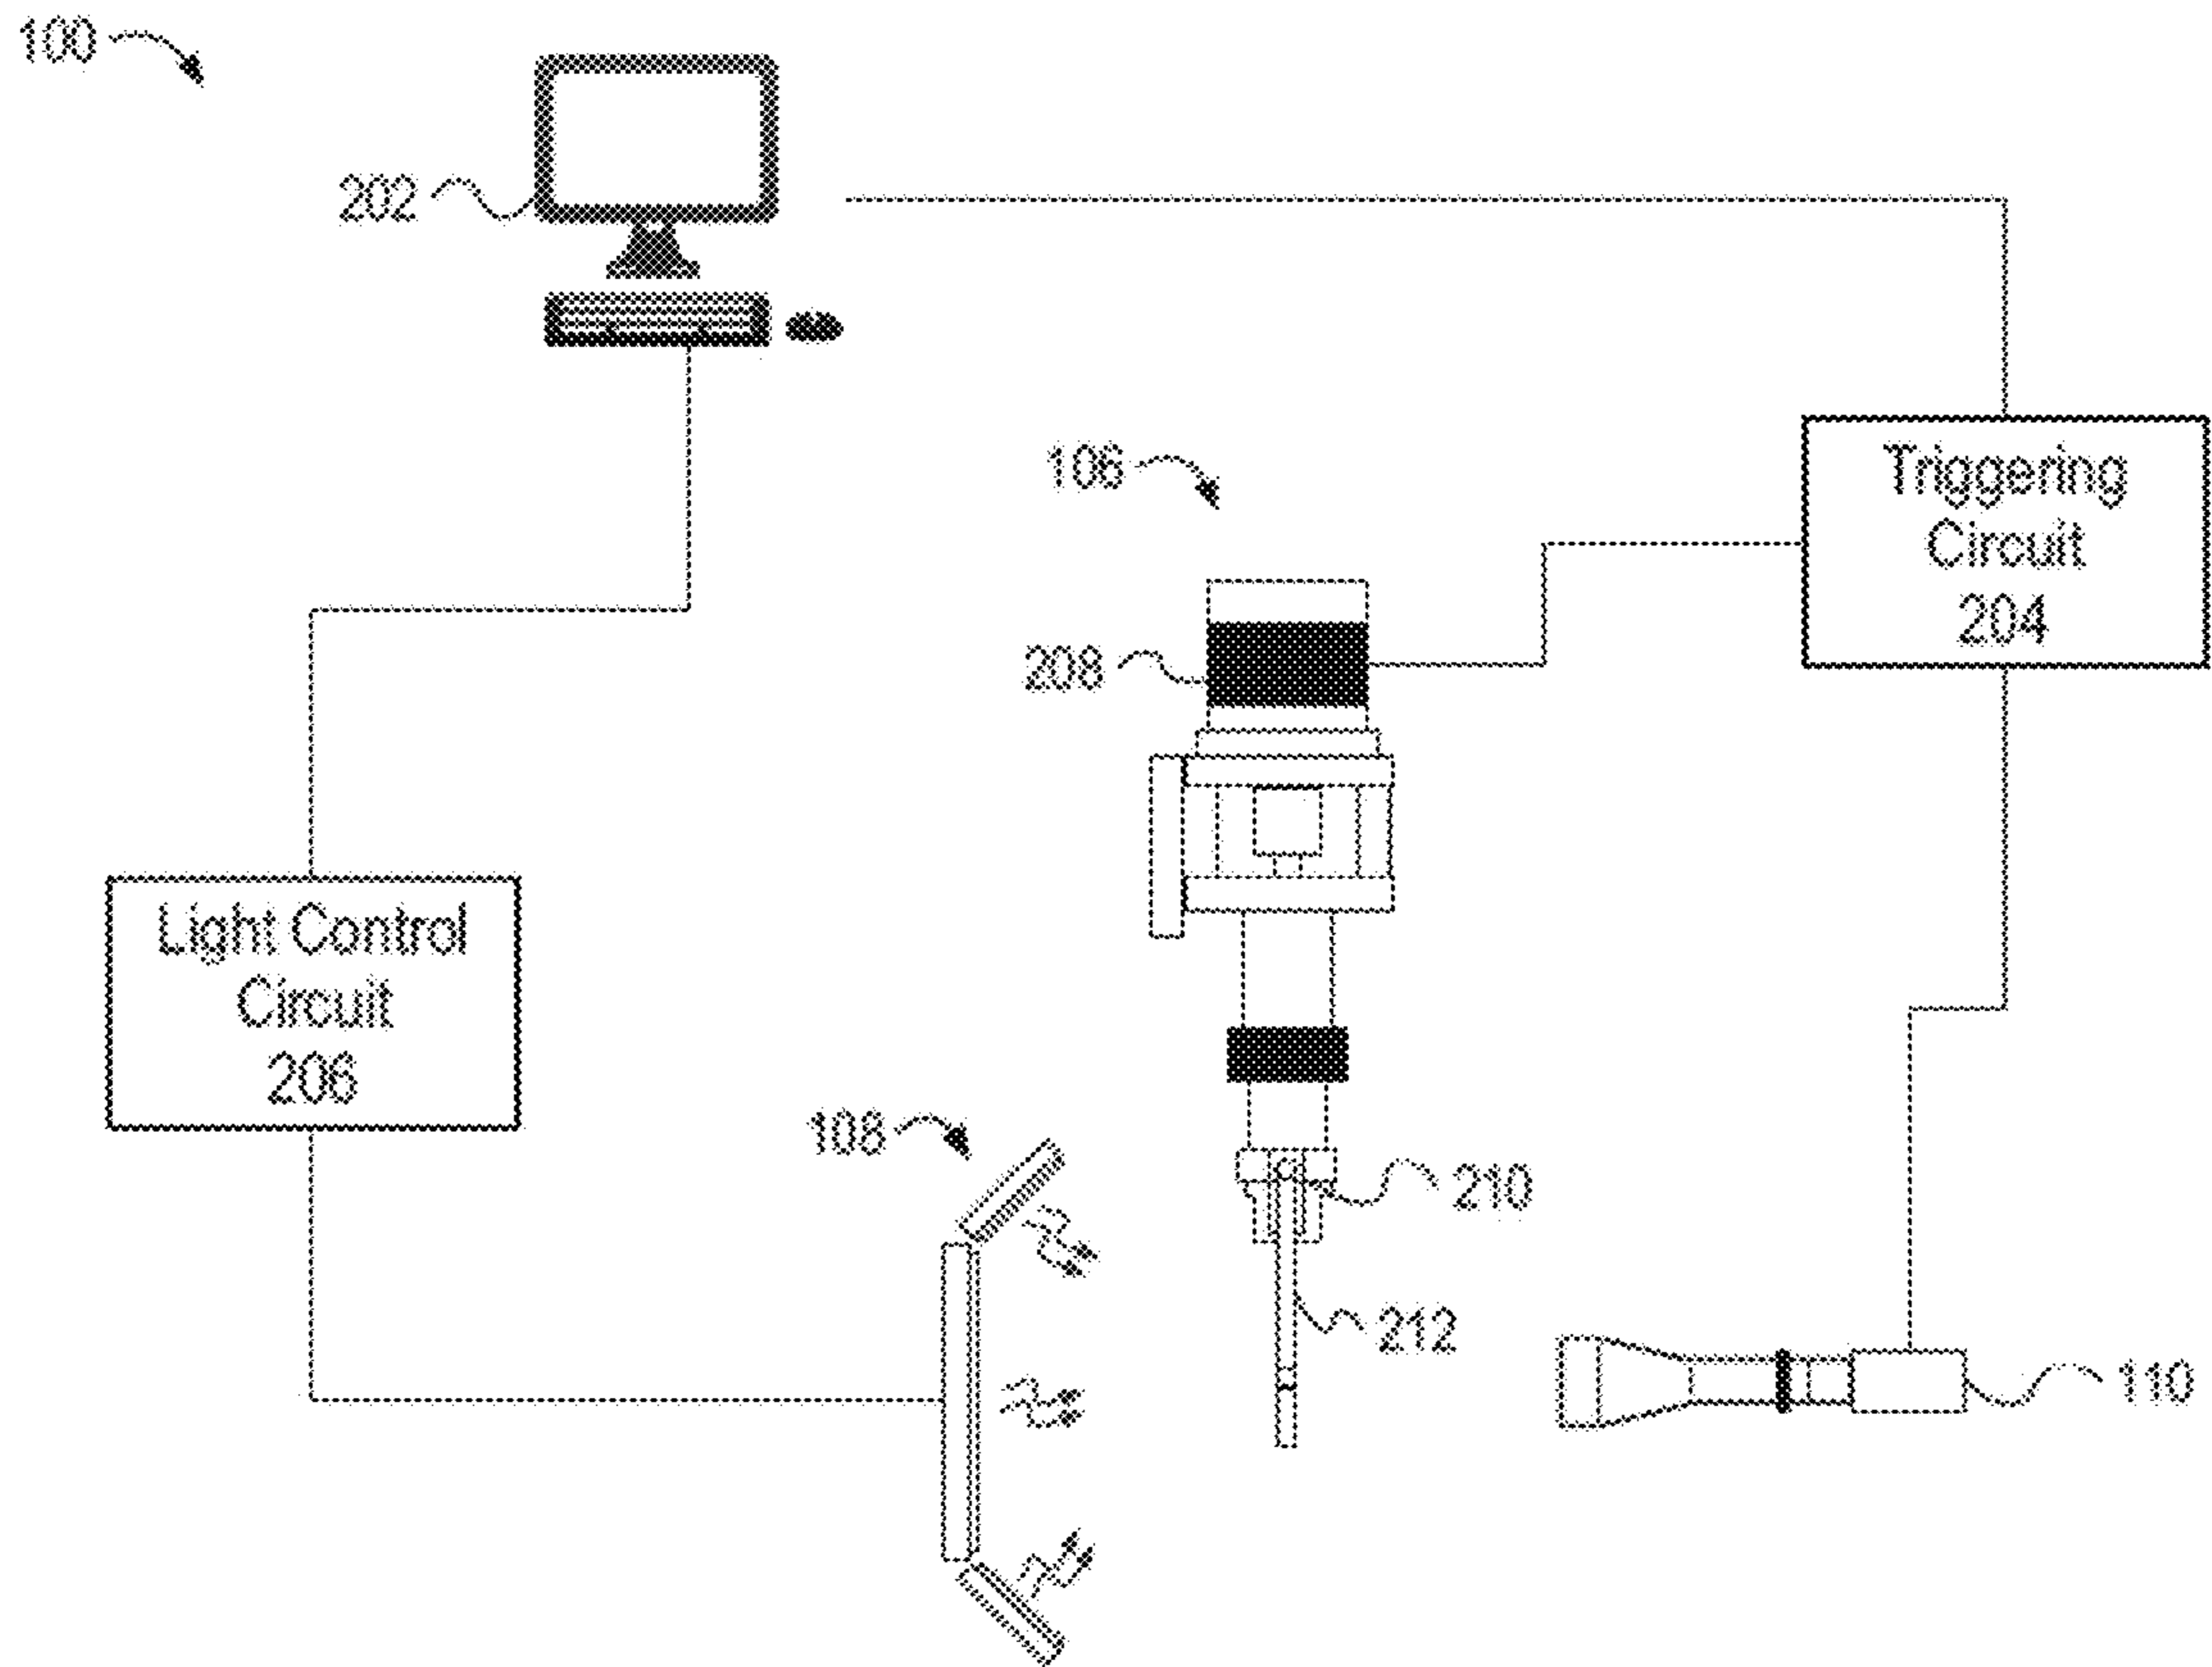 100
202
106
Triggering
Circuit
204
208
Light Control
Circuit
206
108
210
212
110